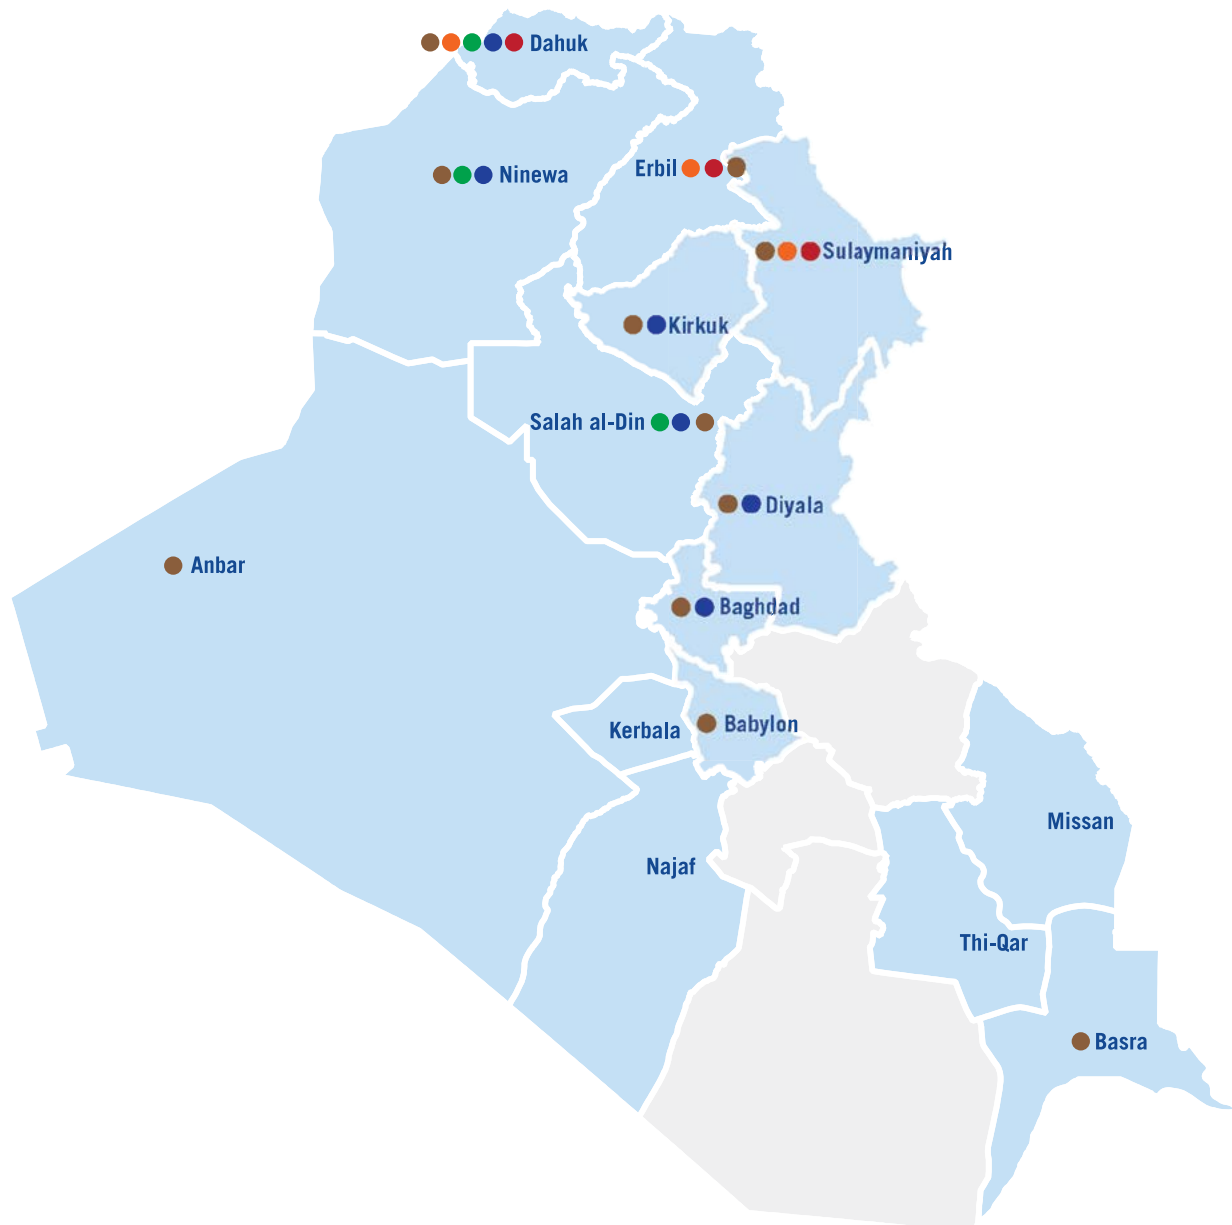 Dahuk
Ninewa
Erbil
Sulaymaniyah
Kirkuk
Salah al-Din
Diyala
Anbar
Baghdad
Babylon
Kerbala
Missan
Najaf
Thi-Qar
Basra